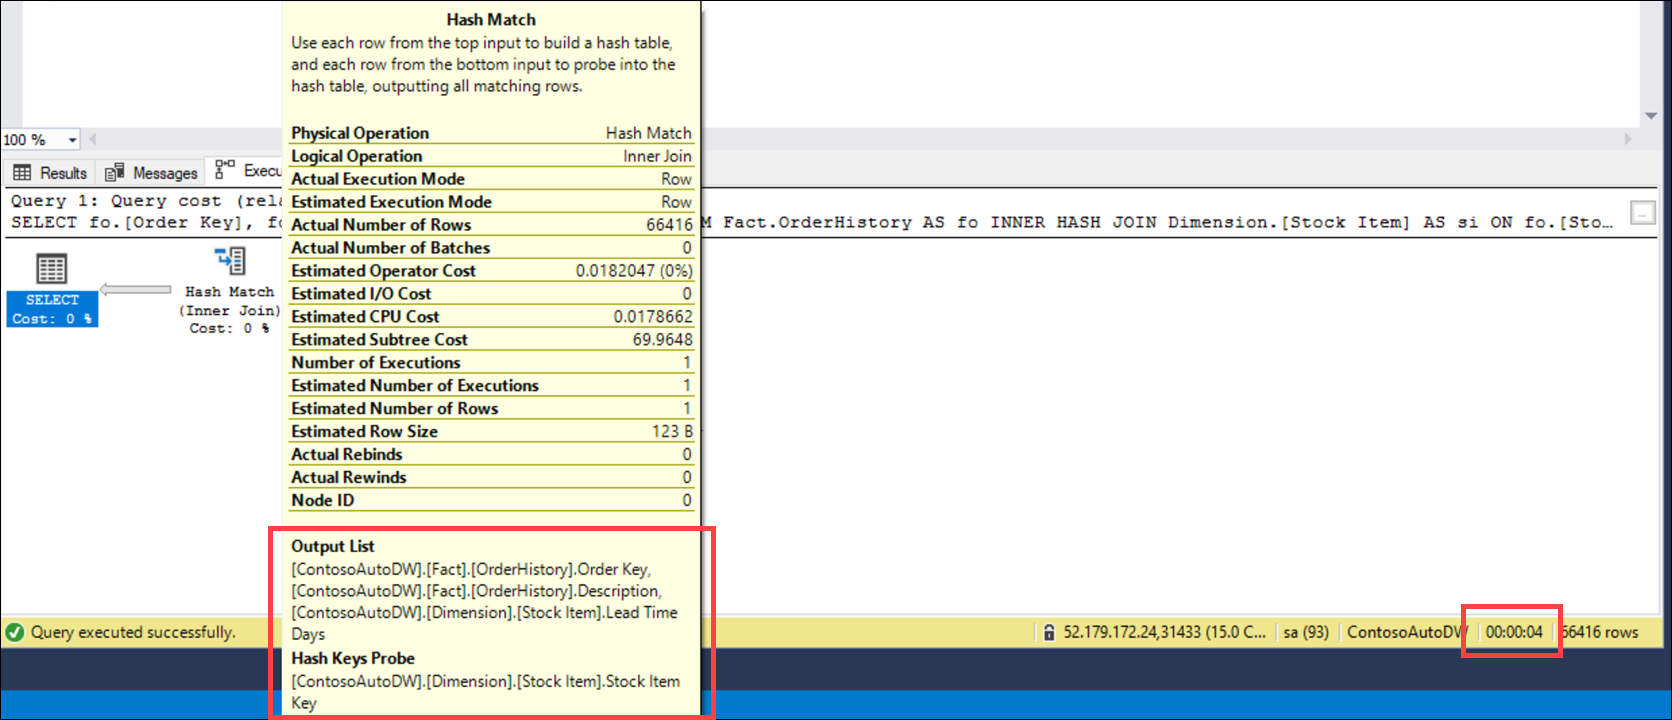 Hash Match
Use each row from the top input to build a hash table,
and each row from the bottom input to probe into the
hash table, outputting all matching rows.
Physical Operation Hash Match
Logical Operation Inner Join
Actual Execution Mode Row
Estimated Execution Mode Row
Actual Number of Rows 66416
Actual Number of Batches 0
Estimated Operator Cost 0.0182047 (0%)
Estimated I/O Cost 0
Estimated CPU Cost 0.0178662
Estimated Subtree Cost 69.9648
Number of Executions 1
Estimated Number of Executions 1
Estimated Number of Rows 1
Estimated Row Size 123 B
Actual Rebinds 0
Actual Rewinds 0
Node ID 0
Output List
[ContosoAutoDW].[Fact].[OrderHistory].Order Key,
[ContosoAutoDW].[Fact].[OrderHistory].Description,
[ContosoAutoDW].[Dimension].[Stock Item].Lead Time
Days
Hash Keys Probe
[ContosoAutoDW].[Dimension].[Stock Item].Stock Item
Key
100 %
Results Messages Execu
Query 1: Query cost (rela
SELECT fo.[Order Key], fo M Fact.OrderHistory AS fo INNER HASH JOIN Dimension.[Stock Item] AS si ON fo.[Sto...
...
SELECT
Cost: 0 %
Hash Match
(Inner Join)
Cost: 0 %
Query executed successfully. 52.179.172.24,31433 (15.0 C... sa (93) ContosoAutoDW 00:00:04 66416 rows